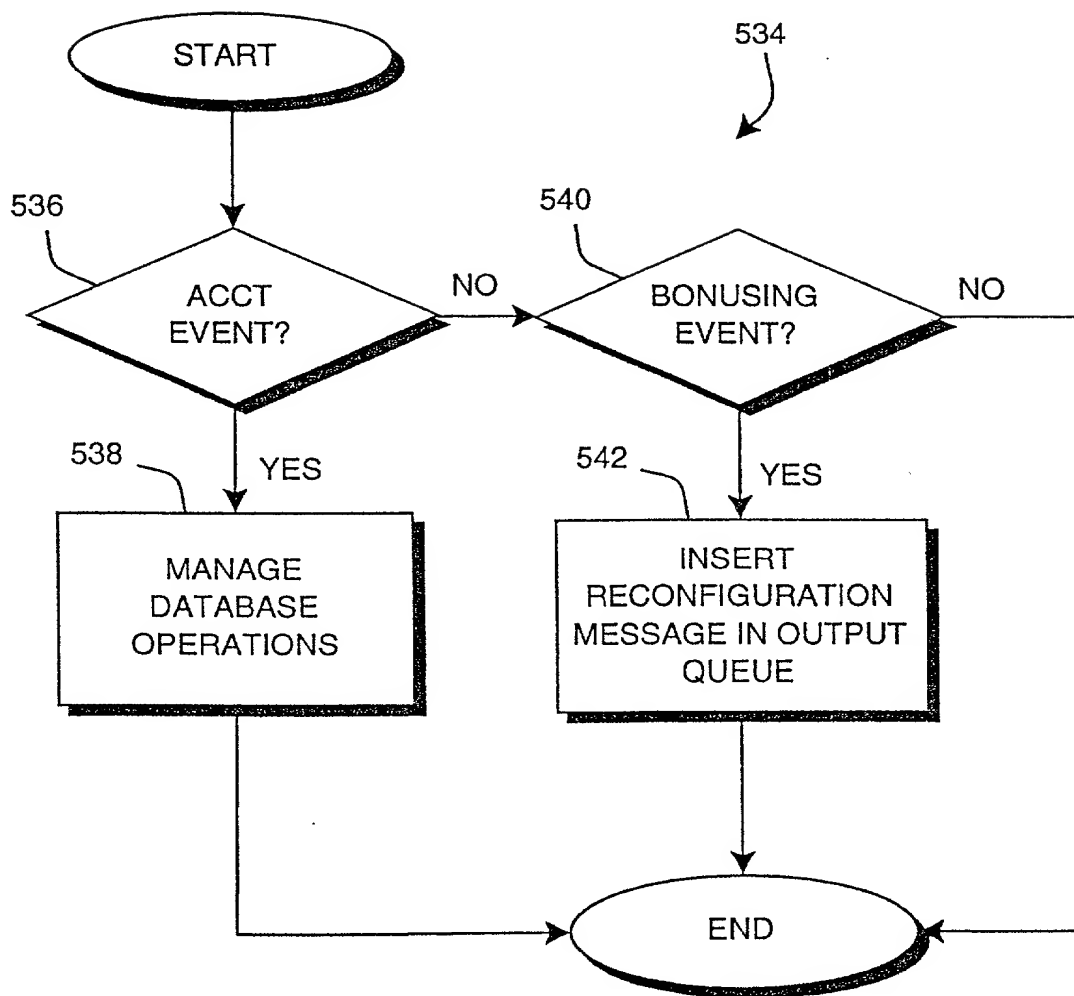 START
534
536
ACCT
EVENT?
NO
540
BONUSING
EVENT?
NO
538
YES
MANAGE
DATABASE
OPERATIONS
542
YES
INSERT
RECONFIGURATION
MESSAGE IN OUTPUT
QUEUE
END